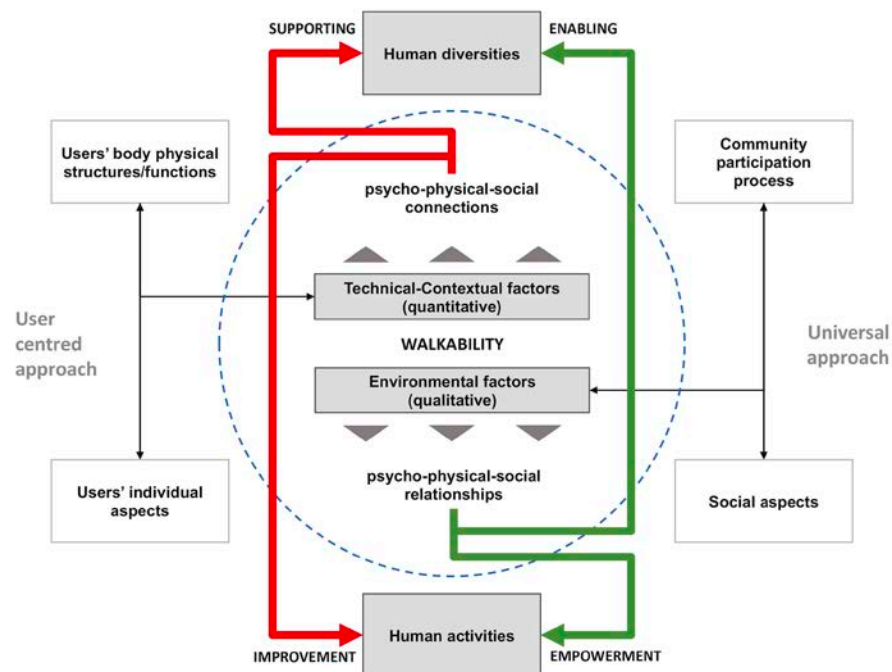 SUPPORTING
ENABLING
Human diversities
Users’ body physical
structures/functions
Community
participation
process
psycho-physical-social
connections
Technical-Contextual factors
(quantitative)
User
centred
approach
WALKABILITY
Universal
approach
Environmental factors
(qualitative)
psycho-physical-social
relationships
Users’ individual
aspects
Social aspects
Human activities
IMPROVEMENT
EMPOWERMENT